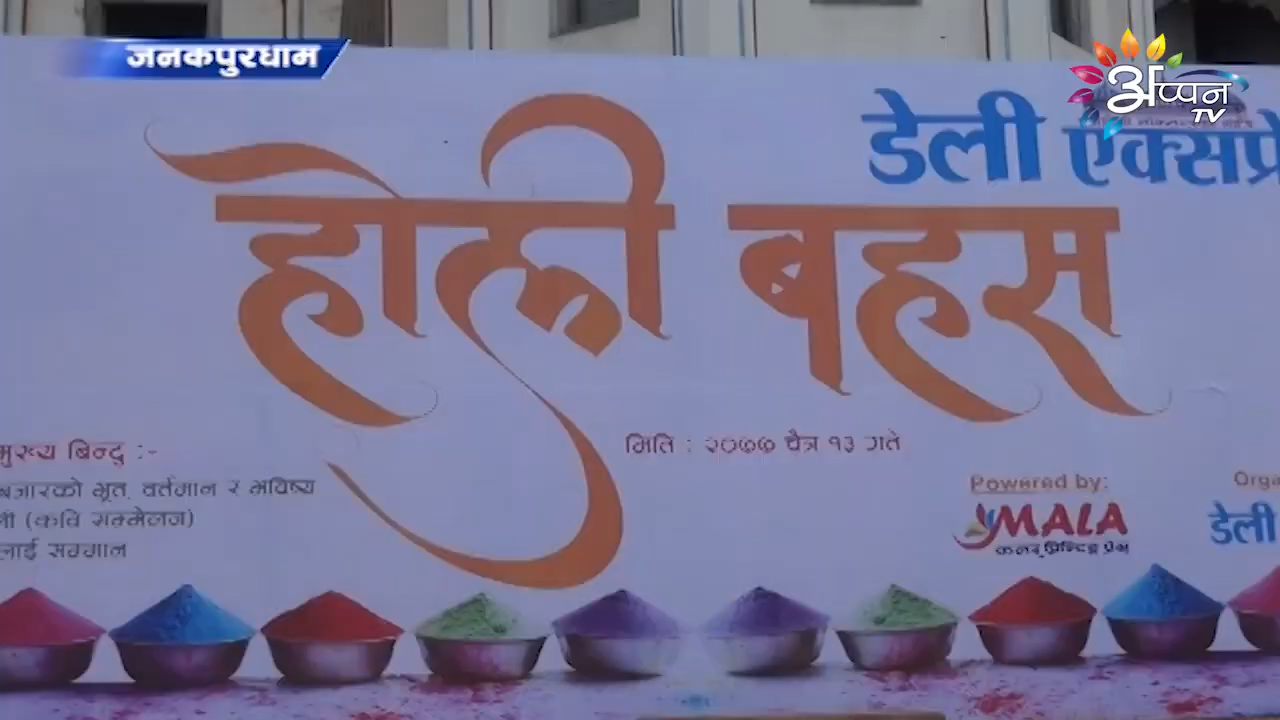 जनकपुरधाम
अप्पन
TV
डेली एक्सप्रे
होली बहस
मिति : २०७७ चैत्र १३ गते
मुख्य बिन्दु :-
बजारको भूत, वर्तमान र भविष्य
ली (कवि सम्मेलन)
लाई सम्मान
Powered by:
MALA
कलर प्रिन्टिङ्ग प्रेस
Orga
डेली